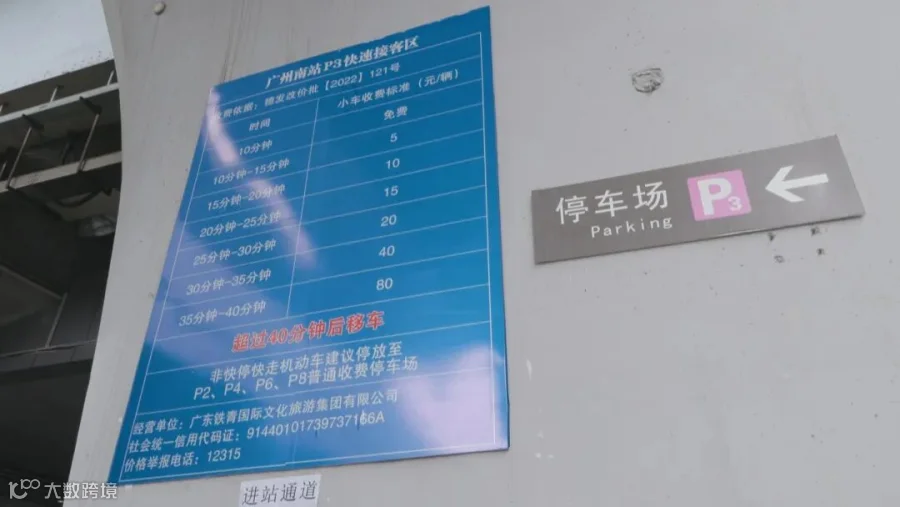 广州南站P3快速接客区
收费依据：穗发改价批【2022】121号
时间 小车收费标准（元/辆）
10分钟 免费
10分钟-15分钟 5
15分钟-20分钟 10
20分钟-25分钟 15
25分钟-30分钟 20
30分钟-35分钟 40
35分钟-40分钟 80
超过40分钟后移车
非快停快走机动车建议停放至
P2、P4、P6、P8普通收费停车场
经营单位：广东铁青国际文化旅游集团有限公司
社会统一信用代码证：91440101739737166A
价格举报电话：12315
停车场 P3
Parking
进站通道
大数跨境